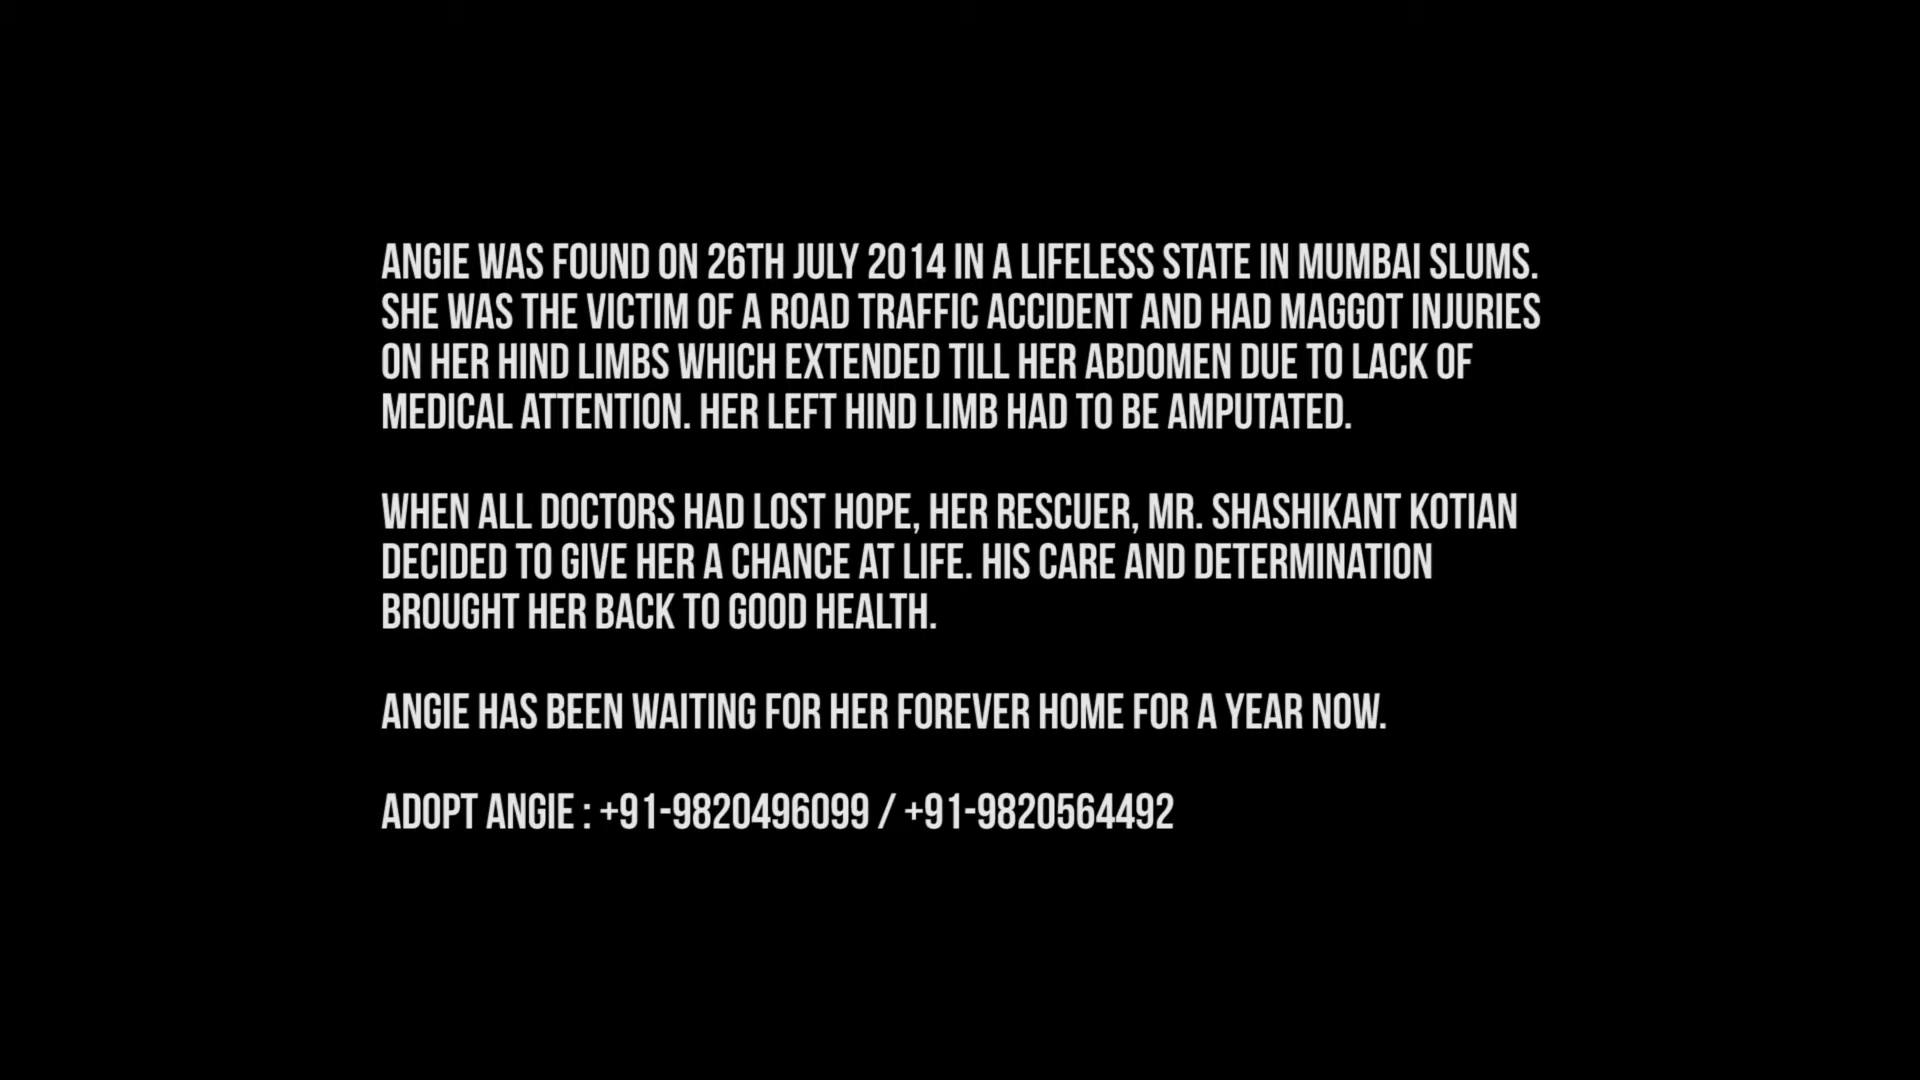 ANGIE WAS FOUND ON 26TH JULY 2014 IN A LIFELESS STATE IN MUMBAI SLUMS.
SHE WAS THE VICTIM OF A ROAD TRAFFIC ACCIDENT AND HAD MAGGOT INJURIES
ON HER HIND LIMBS WHICH EXTENDED TILL HER ABDOMEN DUE TO LACK OF
MEDICAL ATTENTION. HER LEFT HIND LIMB HAD TO BE AMPUTATED.
WHEN ALL DOCTORS HAD LOST HOPE, HER RESCUER, MR. SHASHIKANT KOTIAN
DECIDED TO GIVE HER A CHANCE AT LIFE. HIS CARE AND DETERMINATION
BROUGHT HER BACK TO GOOD HEALTH.
ANGIE HAS BEEN WAITING FOR HER FOREVER HOME FOR A YEAR NOW.
ADOPT ANGIE : +91-9820496099 / +91-9820564492